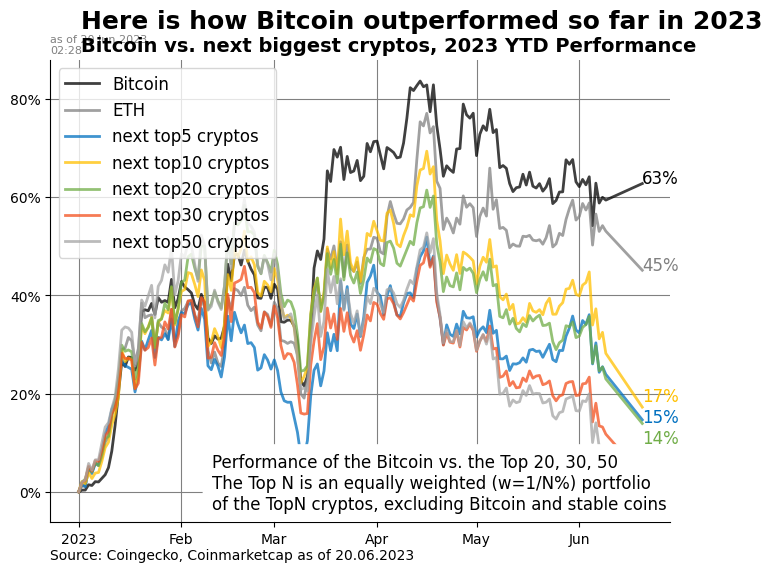 Here is how Bitcoin outperformed so far in 2023
as of 20 Jun 2023
02:28
Bitcoin vs. next biggest cryptos, 2023 YTD Performance
Bitcoin
ETH
next top5 cryptos
next top10 cryptos
next top20 cryptos
next top30 cryptos
next top50 cryptos
80%
60%
40%
20%
0%
63%
45%
17%
15%
14%
Performance of the Bitcoin vs. the Top 20, 30, 50
The Top N is an equally weighted (w=1/N%) portfolio
of the TopN cryptos, excluding Bitcoin and stable coins
2023 Feb Mar Apr May Jun
Source: Coingecko, Coinmarketcap as of 20.06.2023